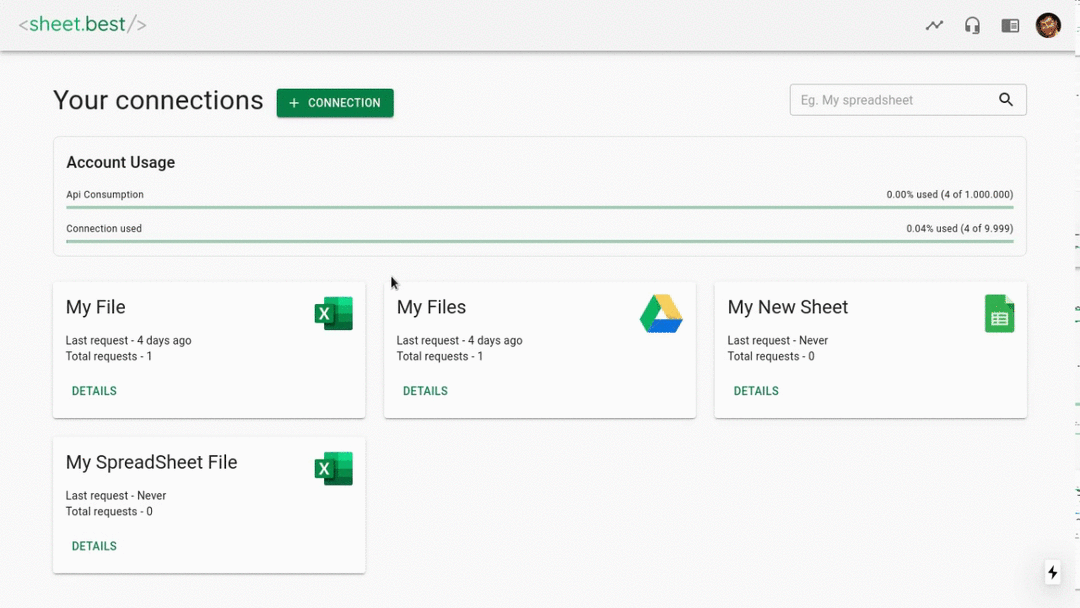 <sheet.best/>
Your connections
+ CONNECTION
Eg. My spreadsheet
Account Usage
Api Consumption
0.00% used (4 of 1.000.000)
Connection used
0.04% used (4 of 9.999)
My File
Last request - 4 days ago
Total requests - 1
DETAILS
My Files
Last request - 4 days ago
Total requests - 1
DETAILS
My New Sheet
Last request - Never
Total requests - 0
DETAILS
My SpreadSheet File
Last request - Never
Total requests - 0
DETAILS